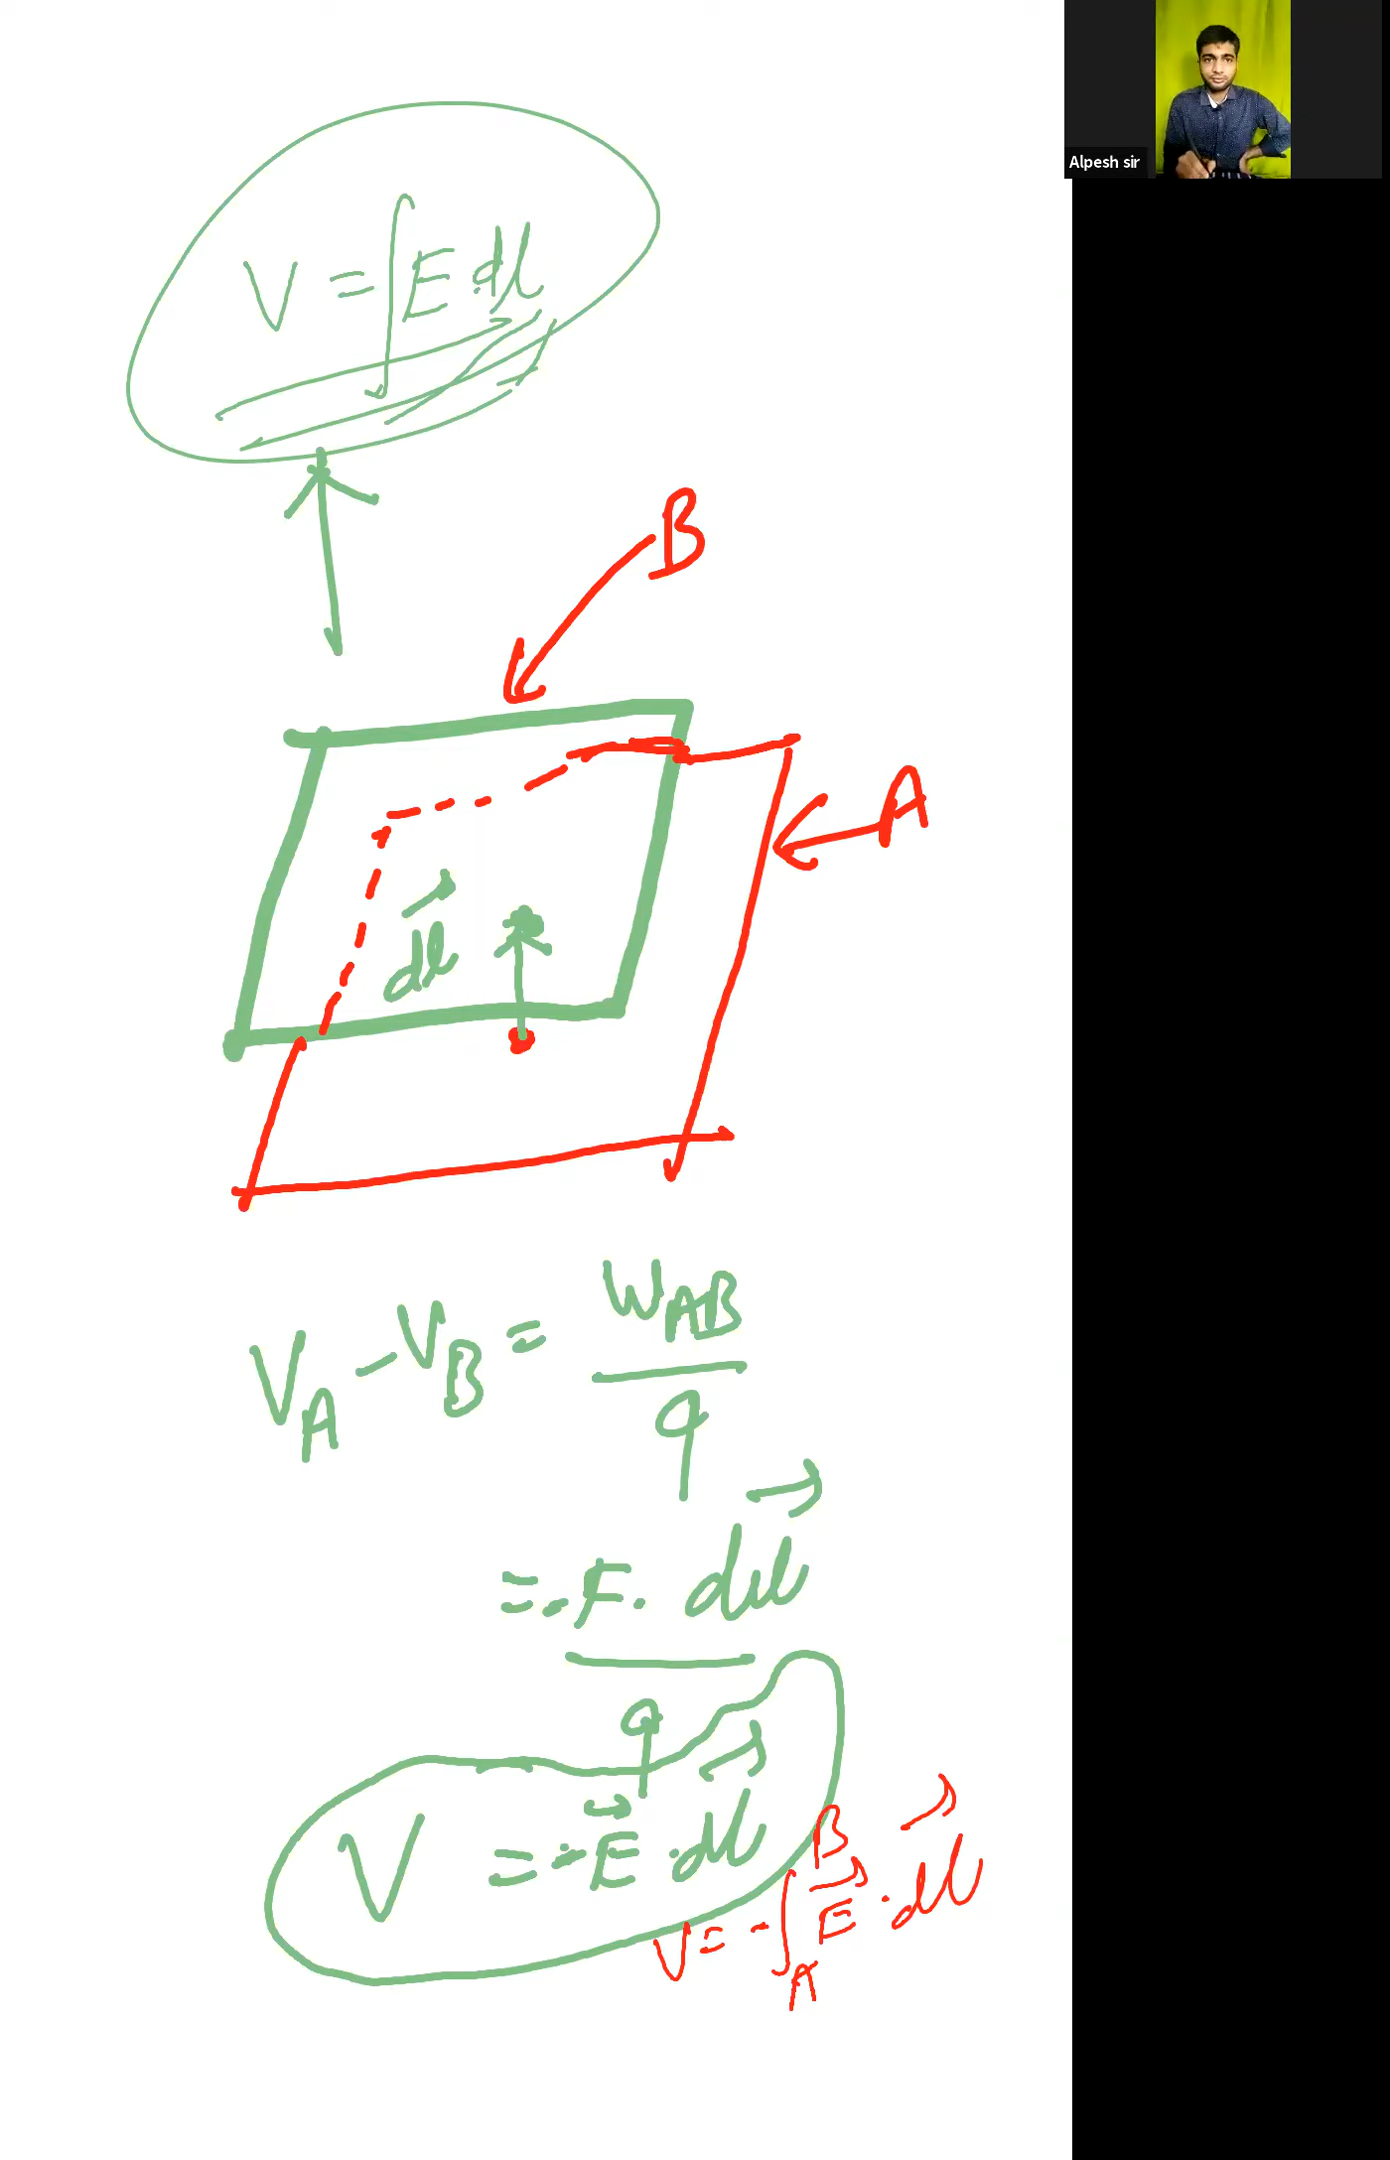 Alpesh sir
V = ∫ E . dl
B
A
dl⃗
V_A - V_B = W_AB / q
= - F . dl⃗ / q
V = - E⃗ . dl⃗
V = - ∫_A^B E⃗ . dl⃗